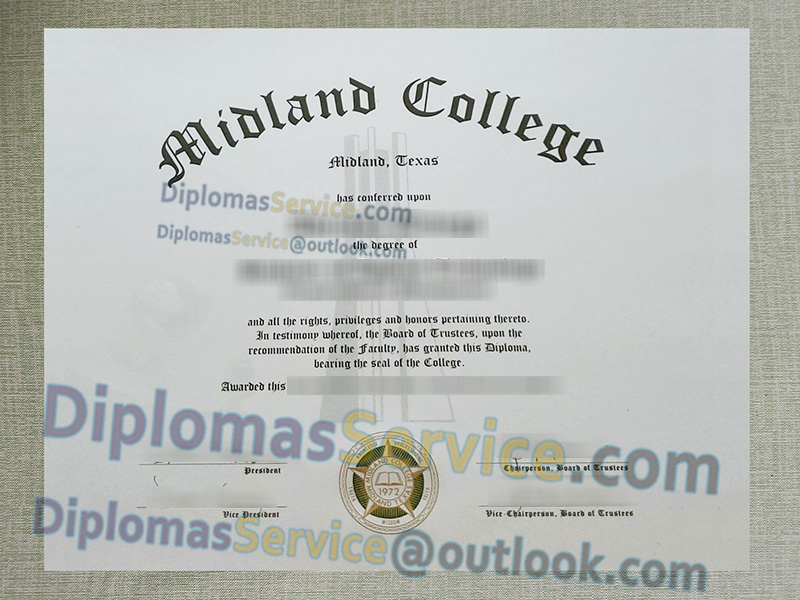 Midland College
Midland, Texas
has conferred upon
DiplomasService.com
DiplomasService@outlook.com
the degree of
and all the rights, privileges and honors pertaining thereto.
In testimony whereof, the Board of Trustees, upon the
recommendation of the Faculty, has granted this Diploma,
bearing the seal of the College.
Awarded this
DiplomasService.com
President
Chairperson, Board of Trustees
MIDLAND COLLEGE
1972
Vice President
Vice-Chairperson, Board of Trustees
DiplomasService@outlook.com